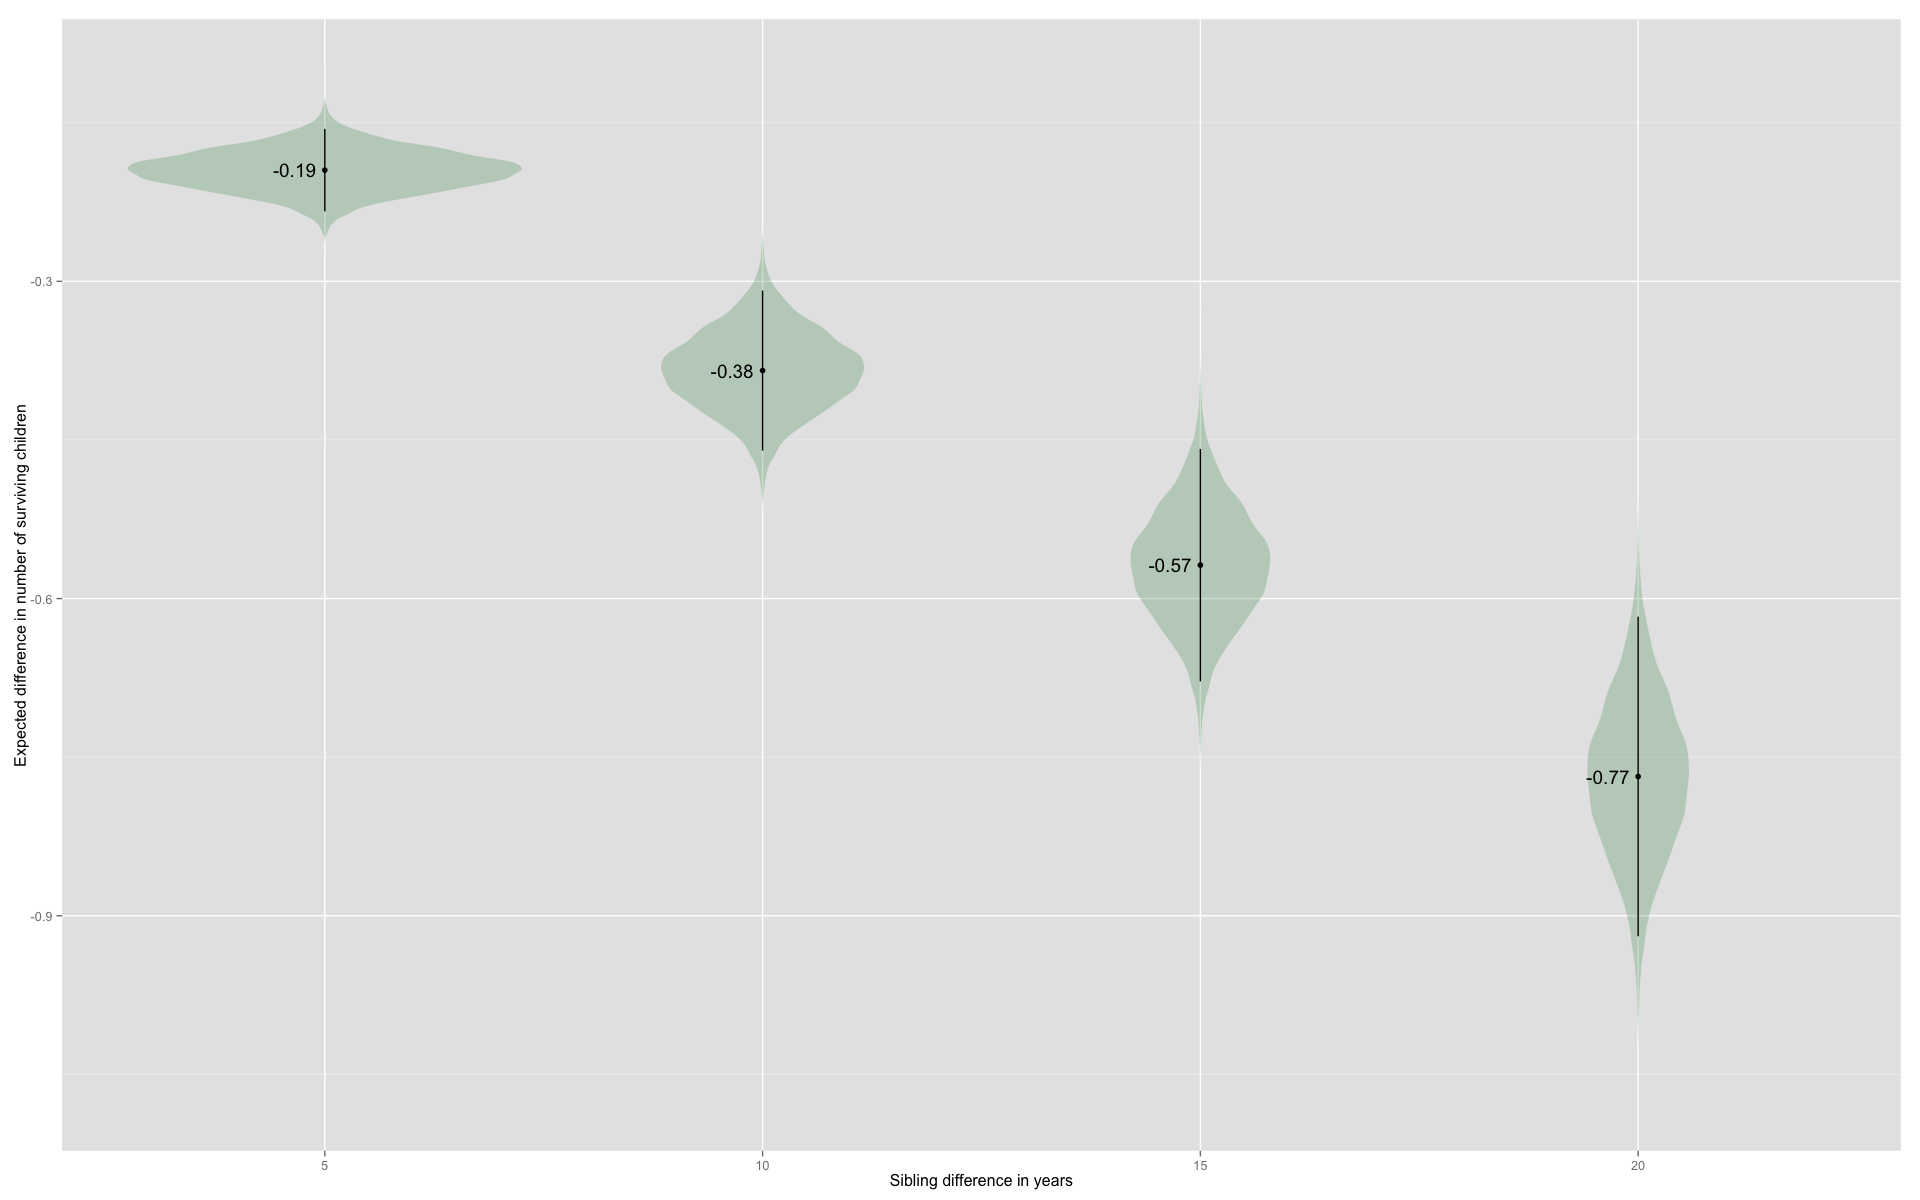 -0.19
-0.3
-0.38
-0.57
-0.6
-0.77
-0.9
Expected difference in number of surviving children
5 10 15 20
Sibling difference in years